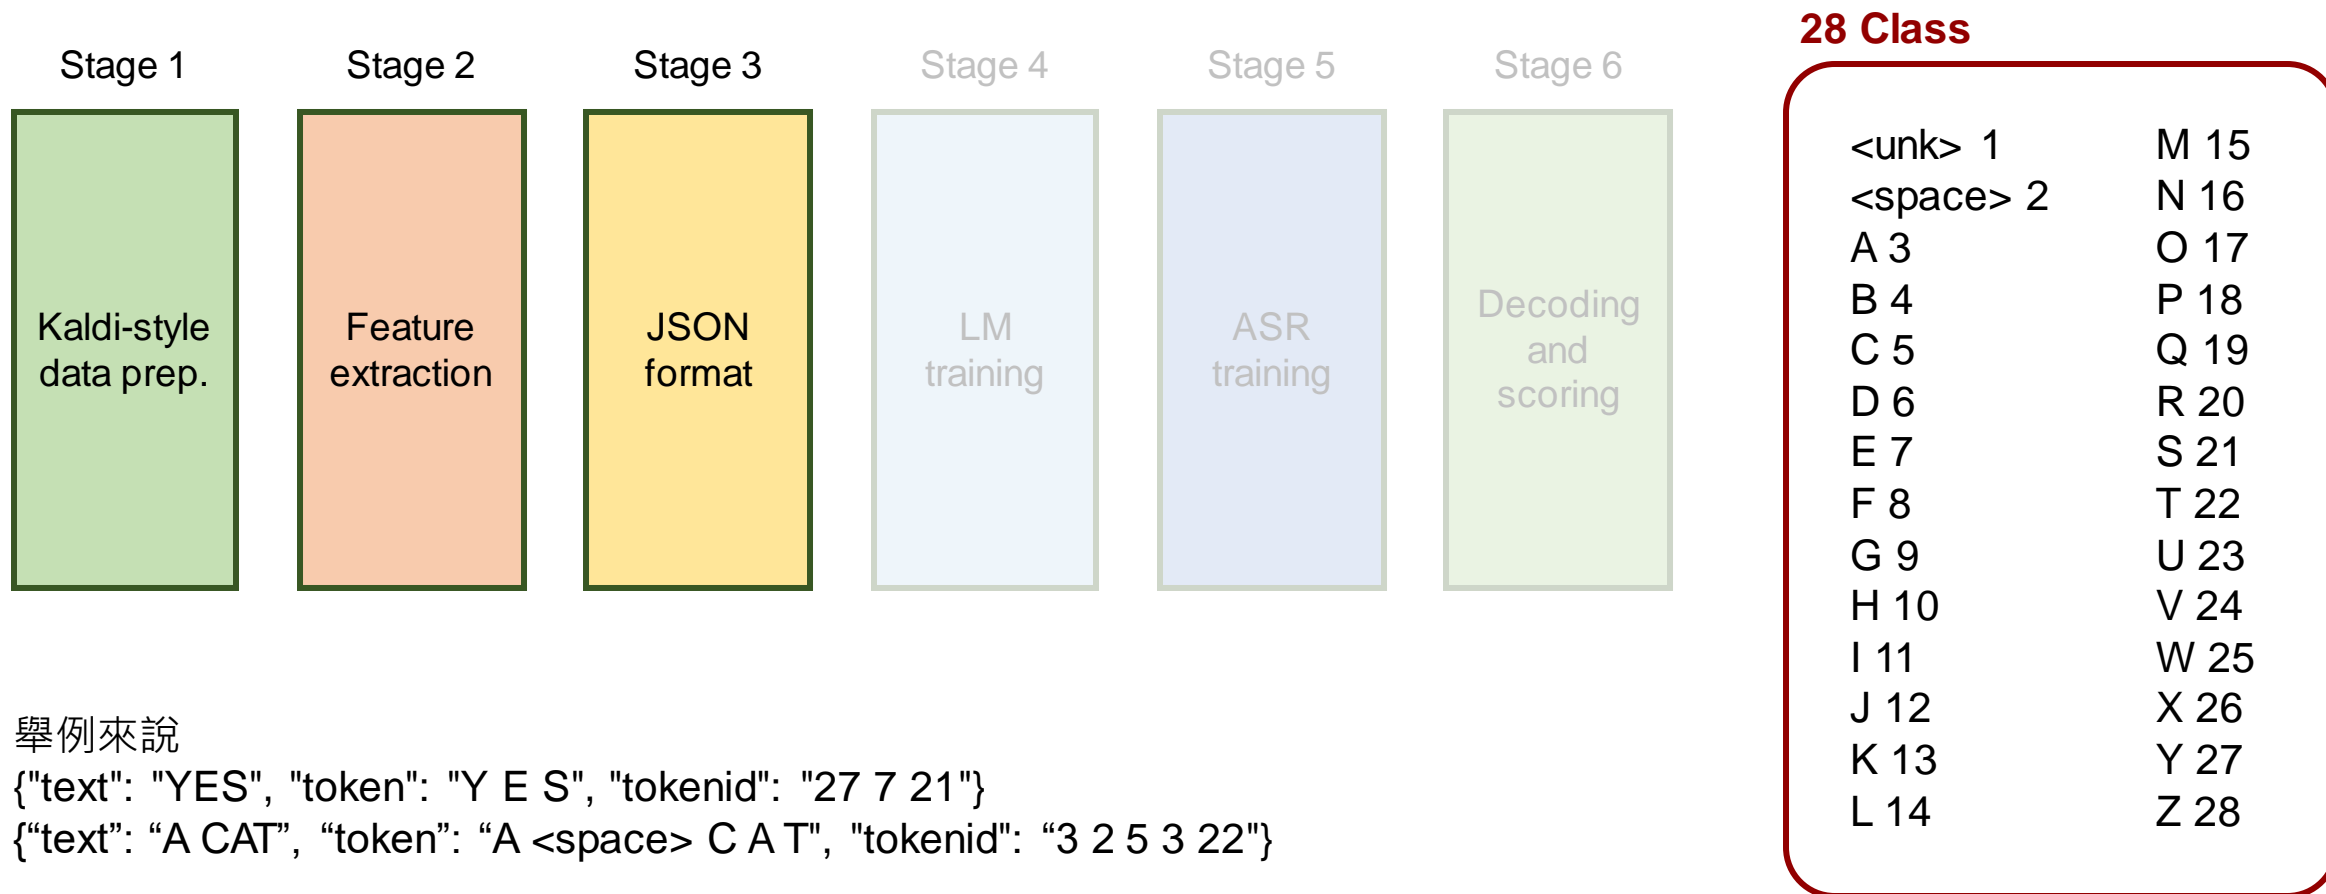 28 Class
Stage 1
Stage 2
Stage 3
Stage 4
Stage 5
Stage 6
Kaldi-style
data prep.
Feature
extraction
JSON
format
LM
training
ASR
training
Decoding
and
scoring
<unk> 1
<space> 2
A 3
B 4
C 5
D 6
E 7
F 8
G 9
H 10
I 11
J 12
K 13
L 14
M 15
N 16
O 17
P 18
Q 19
R 20
S 21
T 22
U 23
V 24
W 25
X 26
Y 27
Z 28
舉例來說
{"text": "YES", "token": "Y E S", "tokenid": "27 7 21"}
{“text”: “A CAT”, “token”: “A <space> C A T", "tokenid": “3 2 5 3 22"}